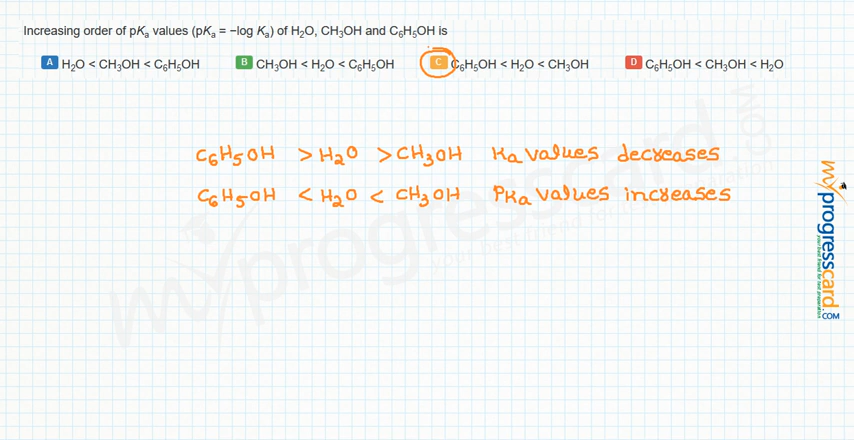 Increasing order of pKₐ values (pKₐ = −log Kₐ) of H₂O, CH₃OH and C₆H₅OH is
A H₂O < CH₃OH < C₆H₅OH B CH₃OH < H₂O < C₆H₅OH C C₆H₅OH < H₂O < CH₃OH D C₆H₅OH < CH₃OH < H₂O
C₆H₅OH > H₂O > CH₃OH Ka values decreases
C₆H₅OH < H₂O < CH₃OH PKa values increases
myprogresscard
.COM
myprogresscard